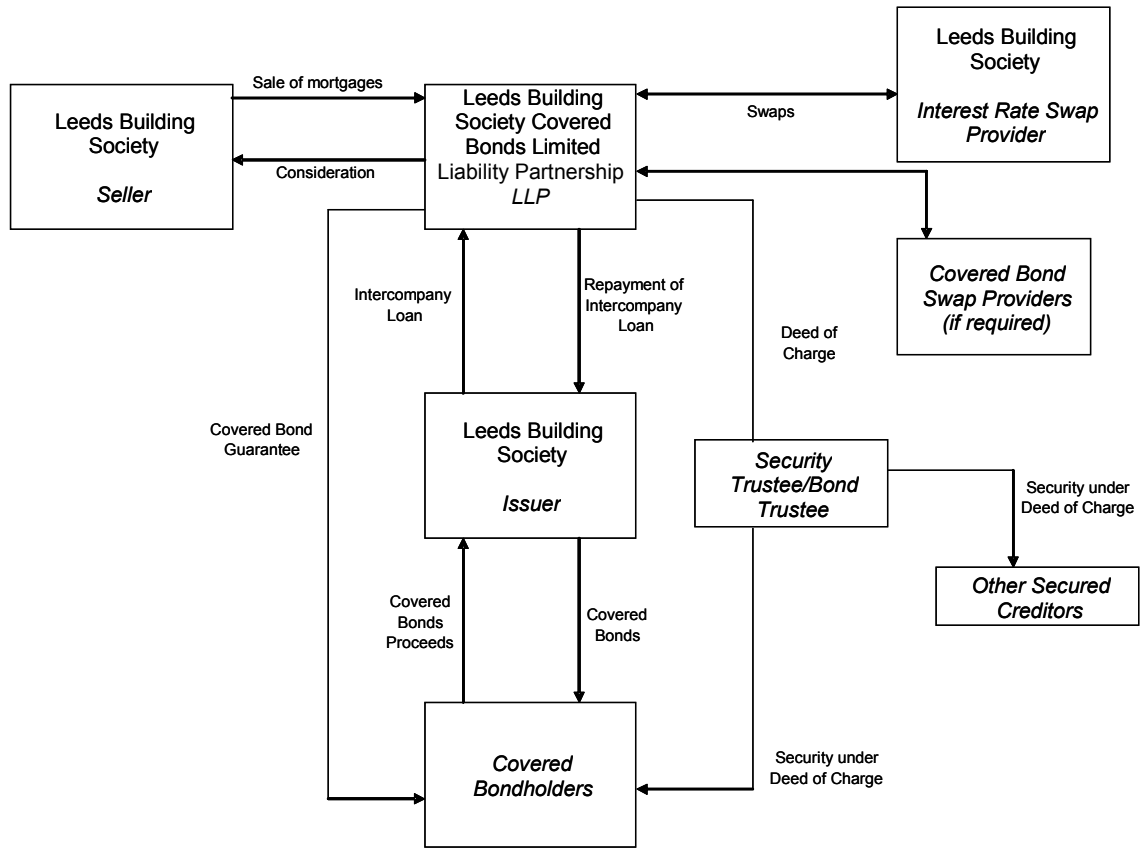 Leeds Building
Society
Interest Rate Swap
Provider
Sale of mortgages
Leeds Building
Society
Seller
Consideration
Leeds Building
Society Covered
Bonds Limited
Liability Partnership
LLP
Swaps
Covered Bond
Swap Providers
(if required)
Intercompany
Loan
Repayment of
Intercompany
Loan
Deed of
Charge
Covered Bond
Guarantee
Leeds Building
Society
Issuer
Security
Trustee/Bond
Trustee
Security under
Deed of Charge
Other Secured
Creditors
Covered
Bonds
Proceeds
Covered
Bonds
Covered
Bondholders
Security under
Deed of Charge